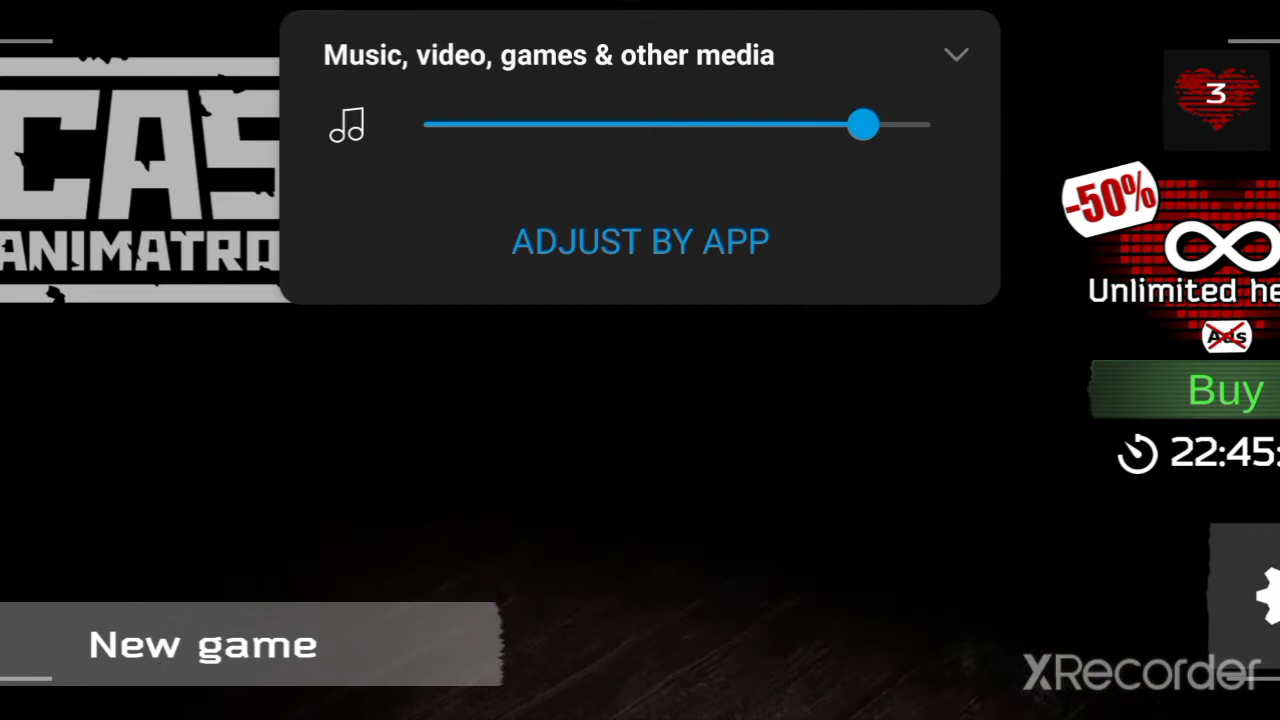 Music, video, games & other media
3
CAS
ANIMATRO
-50%
Unlimited he
Ads
ADJUST BY APP
Buy
22:45:
New game
XRecorder